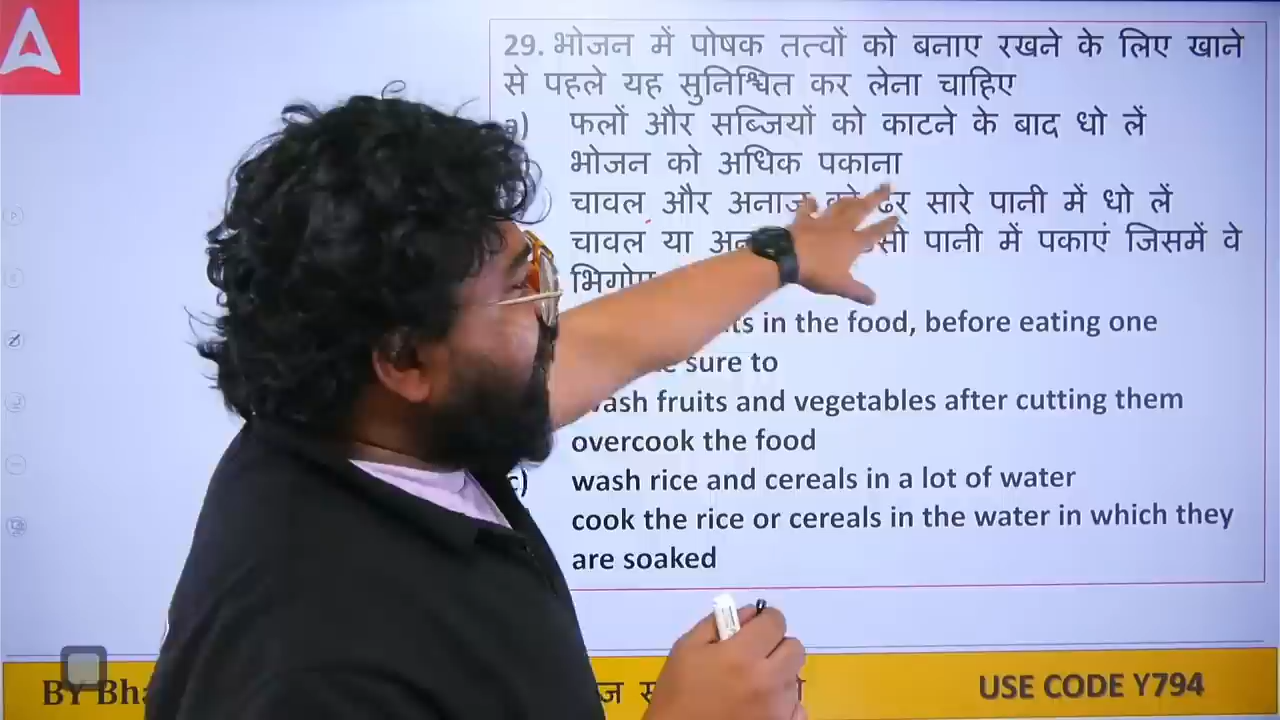 29. भोजन में पोषक तत्वों को बनाए रखने के लिए खाने
से पहले यह सुनिश्चित कर लेना चाहिए
a) फलों और सब्जियों को काटने के बाद धो लें
भोजन को अधिक पकाना
चावल और अनाज को ढेर सारे पानी में धो लें
चावल या पानी में पकाएं जिसमें वे
in the food, before eating one
sure to
wash fruits and vegetables after cutting them
overcook the food
c) wash rice and cereals in a lot of water
cook the rice or cereals in the water in which they
are soaked
BY USE CODE Y794